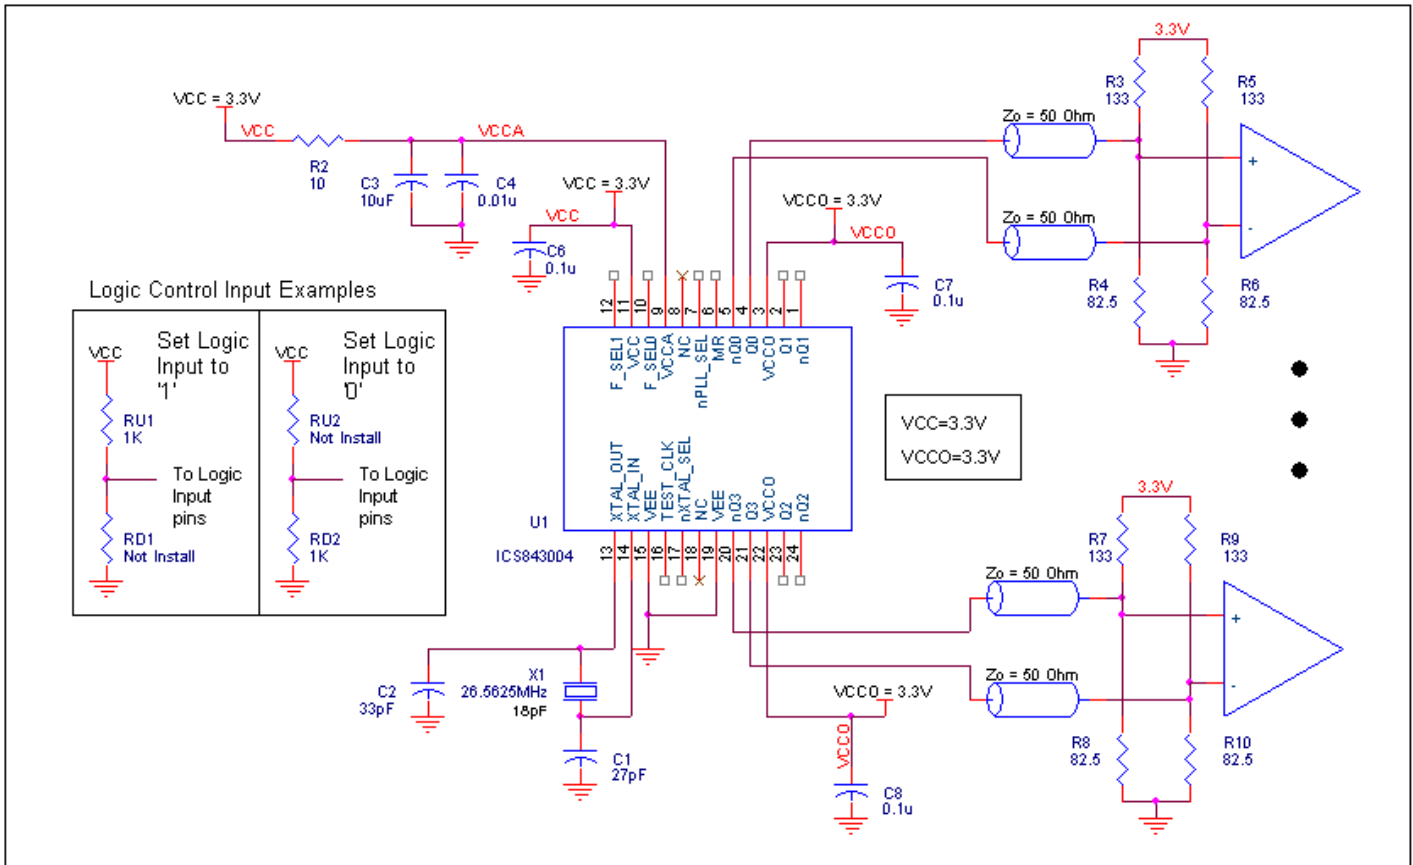 3.3V
R3
133
R5
133
VCC = 3.3V
VCC
VCCA
R2
10
C3
10uF
C4
0.01u
VCC = 3.3V
VCC
C6
0.1u
Zo = 50 Ohm
+
Zo = 50 Ohm
-
VCCO = 3.3V
VCCO
C7
0.1u
R4
82.5
R6
82.5
12
11
10
9
8
7
6
5
4
3
2
1
F_SEL1
VCC
F_SEL0
VCCA
NC
nPLL_SEL
MR
nQ0
Q0
VCCO
Q1
nQ1
Logic Control Input Examples
VCC
Set Logic
Input to
'1'
RU1
1K
To Logic
Input
pins
RD1
Not Install
VCC
Set Logic
Input to
'0'
RU2
Not Install
To Logic
Input
pins
RD2
1K
VCC=3.3V
VCCO=3.3V
XTAL_OUT
XTAL_IN
VEE
TEST_CLK
nXTAL_SEL
NC
VEE
nQ3
Q3
VCCO
Q2
nQ2
U1
ICS843004
13
14
15
16
17
18
19
20
21
22
23
24
3.3V
R7
133
R9
133
Zo = 50 Ohm
+
Zo = 50 Ohm
-
X1
26.5625MHz
18pF
C2
33pF
C1
27pF
VCCO = 3.3V
VCCO
C8
0.1u
R8
82.5
R10
82.5